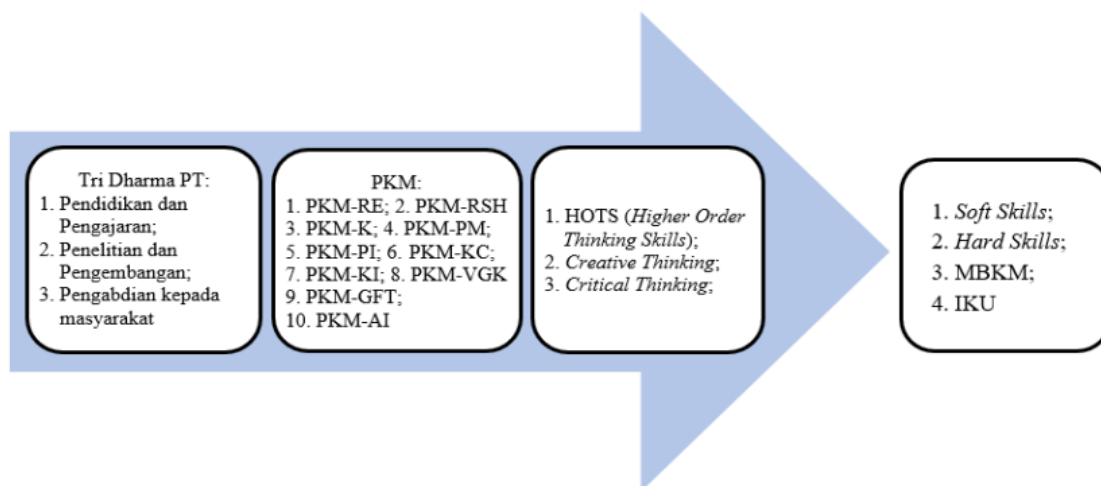 Tri Dharma PT:
1. Pendidikan dan
Pengajaran;
2. Penelitian dan
Pengembangan;
3. Pengabdian kepada
masyarakat
PKM:
1. PKM-RE; 2. PKM-RSH
3. PKM-K; 4. PKM-PM;
5. PKM-PI; 6. PKM-KC;
7. PKM-KI; 8. PKM-VGK
9. PKM-GFT;
10. PKM-AI
1. HOTS (Higher Order
Thinking Skills);
2. Creative Thinking;
3. Critical Thinking;
1. Soft Skills;
2. Hard Skills;
3. MBKM;
4. IKU